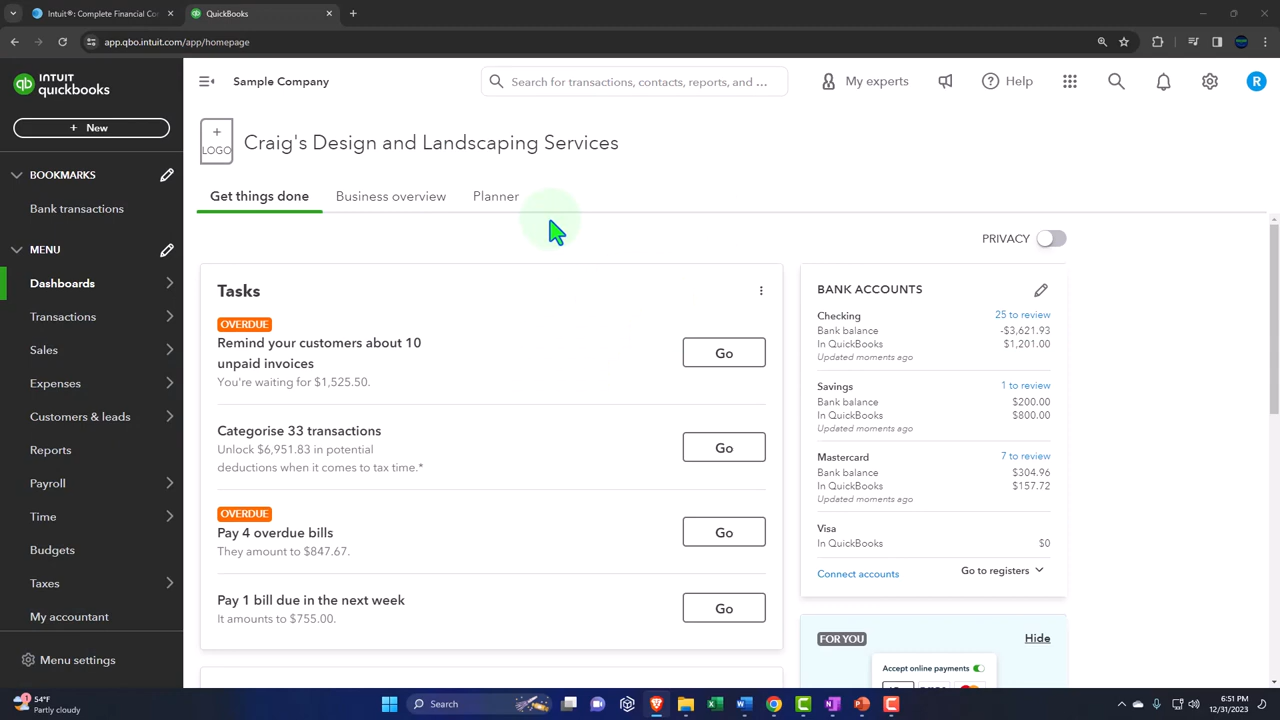 Intuit®: Complete Financial Co
QuickBooks
app.qbo.intuit.com/app/homepage
INTUIT
quickbooks
+ New
BOOKMARKS
Bank transactions
MENU
Dashboards
Transactions
Sales
Expenses
Customers & leads
Reports
Payroll
Time
Budgets
Taxes
My accountant
Menu settings
Sample Company
Search for transactions, contacts, reports, and ...
My experts
Help
R
+
LOGO
Craig's Design and Landscaping Services
Get things done
Business overview
Planner
PRIVACY
Tasks
OVERDUE
Remind your customers about 10
unpaid invoices
You're waiting for $1,525.50.
Go
Categorise 33 transactions
Unlock $6,951.83 in potential
deductions when it comes to tax time.*
Go
OVERDUE
Pay 4 overdue bills
They amount to $847.67.
Go
Pay 1 bill due in the next week
It amounts to $755.00.
Go
BANK ACCOUNTS
Checking 25 to review
Bank balance -$3,621.93
In QuickBooks $1,201.00
Updated moments ago
Savings 1 to review
Bank balance $200.00
In QuickBooks $800.00
Updated moments ago
Mastercard 7 to review
Bank balance $304.96
In QuickBooks $157.72
Updated moments ago
Visa
In QuickBooks $0
Connect accounts Go to registers
FOR YOU Hide
Accept online payments
54°F
Partly cloudy
Search
6:51 PM
12/31/2023